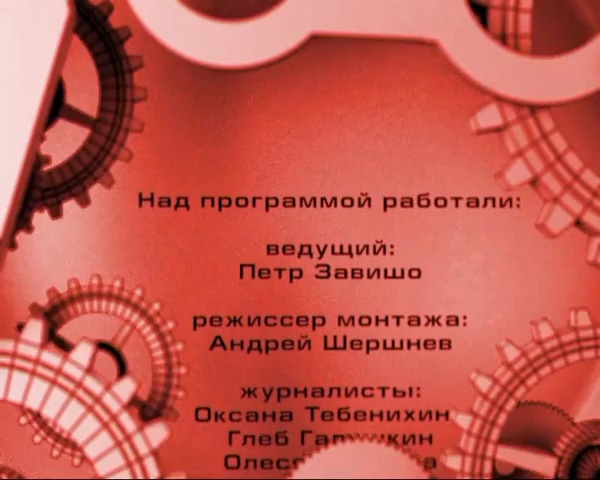 Над программой работали:
ведущий:
Петр Завишо
режиссер монтажа:
Андрей Шершнев
журналисты:
Оксана Тебенихин
Глеб